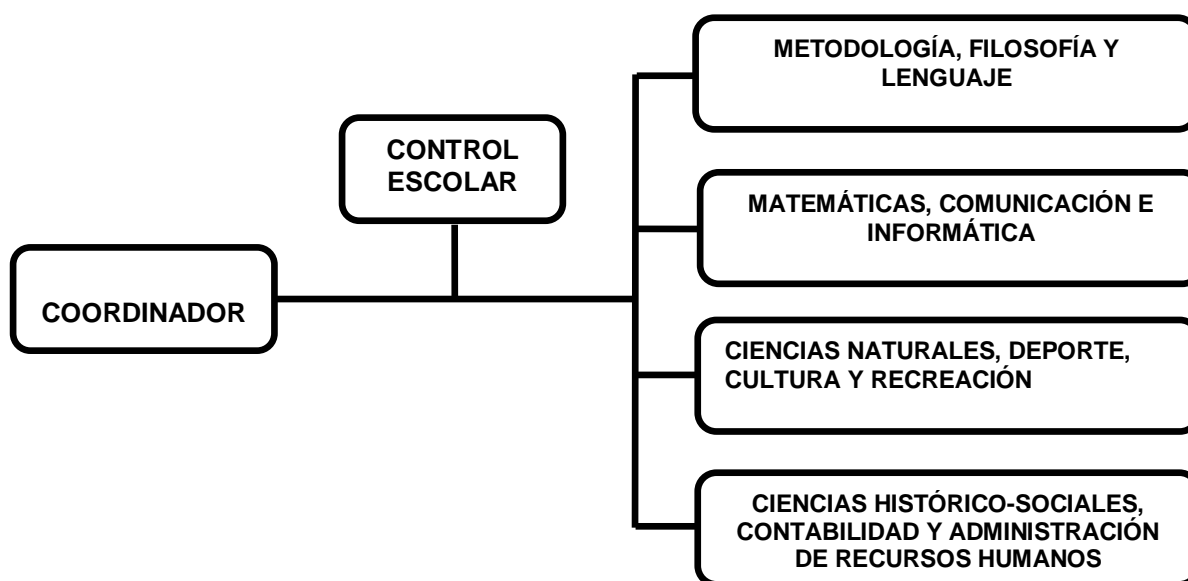 COORDINADOR
CONTROL
ESCOLAR
METODOLOGÍA, FILOSOFÍA Y
LENGUAJE
MATEMÁTICAS, COMUNICACIÓN E
INFORMÁTICA
CIENCIAS NATURALES, DEPORTE,
CULTURA Y RECREACIÓN
CIENCIAS HISTÓRICO-SOCIALES,
CONTABILIDAD Y ADMINISTRACIÓN
DE RECURSOS HUMANOS